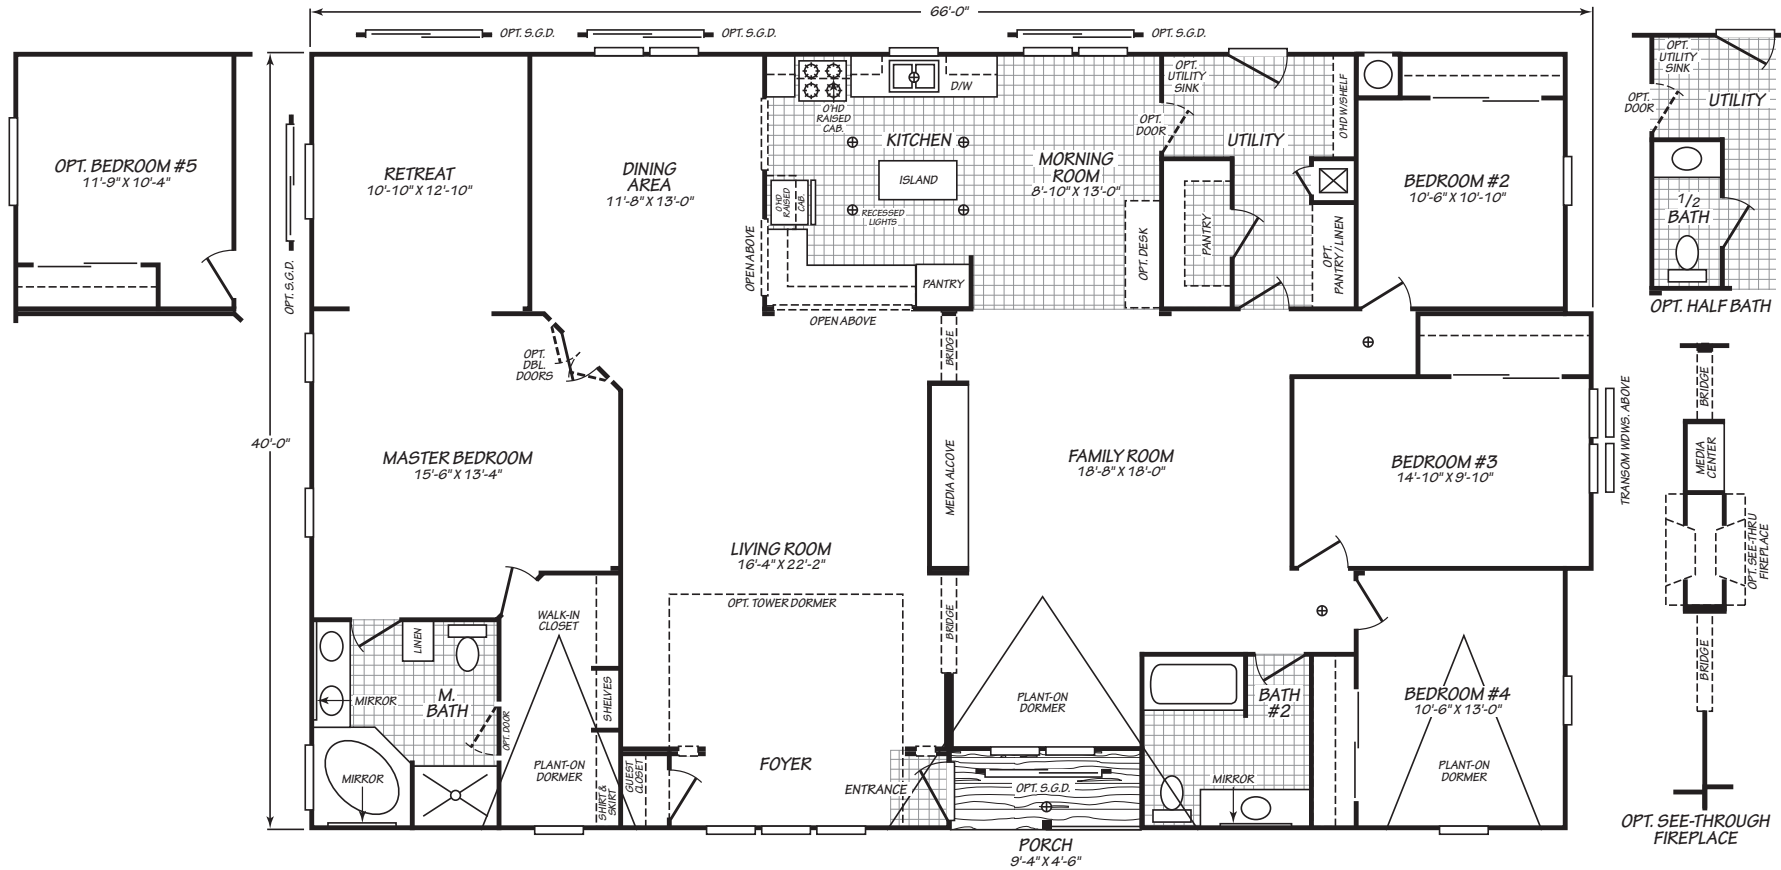 66'-0"
OPT. S.G.D.
OPT. S.G.D.
OPT. S.G.D.
OPT. BEDROOM #5
11'-9" X 10'-4"
OPT. S.G.D.
40'-0"
RETREAT
10'-10" X 12'-10"
DINING
AREA
11'-8" X 13'-0"
O'HD
RAISED
CAB.
D/W
KITCHEN
ISLAND
RECESSED
LIGHTS
O'HD
RAISED
CAB.
OPEN ABOVE
PANTRY
OPEN ABOVE
MORNING
ROOM
8'-10" X 13'-0"
OPT. DESK
OPT.
UTILITY
SINK
OPT.
DOOR
UTILITY
O'HD W/SHELF
PANTRY
OPT.
PANTRY / LINEN
BEDROOM #2
10'-6" X 10'-10"
OPT.
UTILITY
SINK
OPT.
DOOR
UTILITY
1/2
BATH
OPT. HALF BATH
OPT.
DBL.
DOORS
BRIDGE
MEDIA ALCOVE
BRIDGE
MASTER BEDROOM
15'-6" X 13'-4"
FAMILY ROOM
18'-8" X 18'-0"
BEDROOM #3
14'-10" X 9'-10"
TRANSOM WDWS. ABOVE
BRIDGE
MEDIA
CENTER
OPT. SEE-THRU
FIREPLACE
BRIDGE
OPT. SEE-THROUGH
FIREPLACE
LIVING ROOM
16'-4" X 22'-2"
OPT. TOWER DORMER
WALK-IN
CLOSET
LINEN
MIRROR
M.
BATH
OPT. DOOR
SHELVES
MIRROR
PLANT-ON
DORMER
SHIRT &
SKIRT
GUEST
CLOSET
FOYER
ENTRANCE
PLANT-ON
DORMER
OPT. S.G.D.
PORCH
9'-4" X 4'-6"
BATH
#2
MIRROR
BEDROOM #4
10'-6" X 13'-0"
PLANT-ON
DORMER